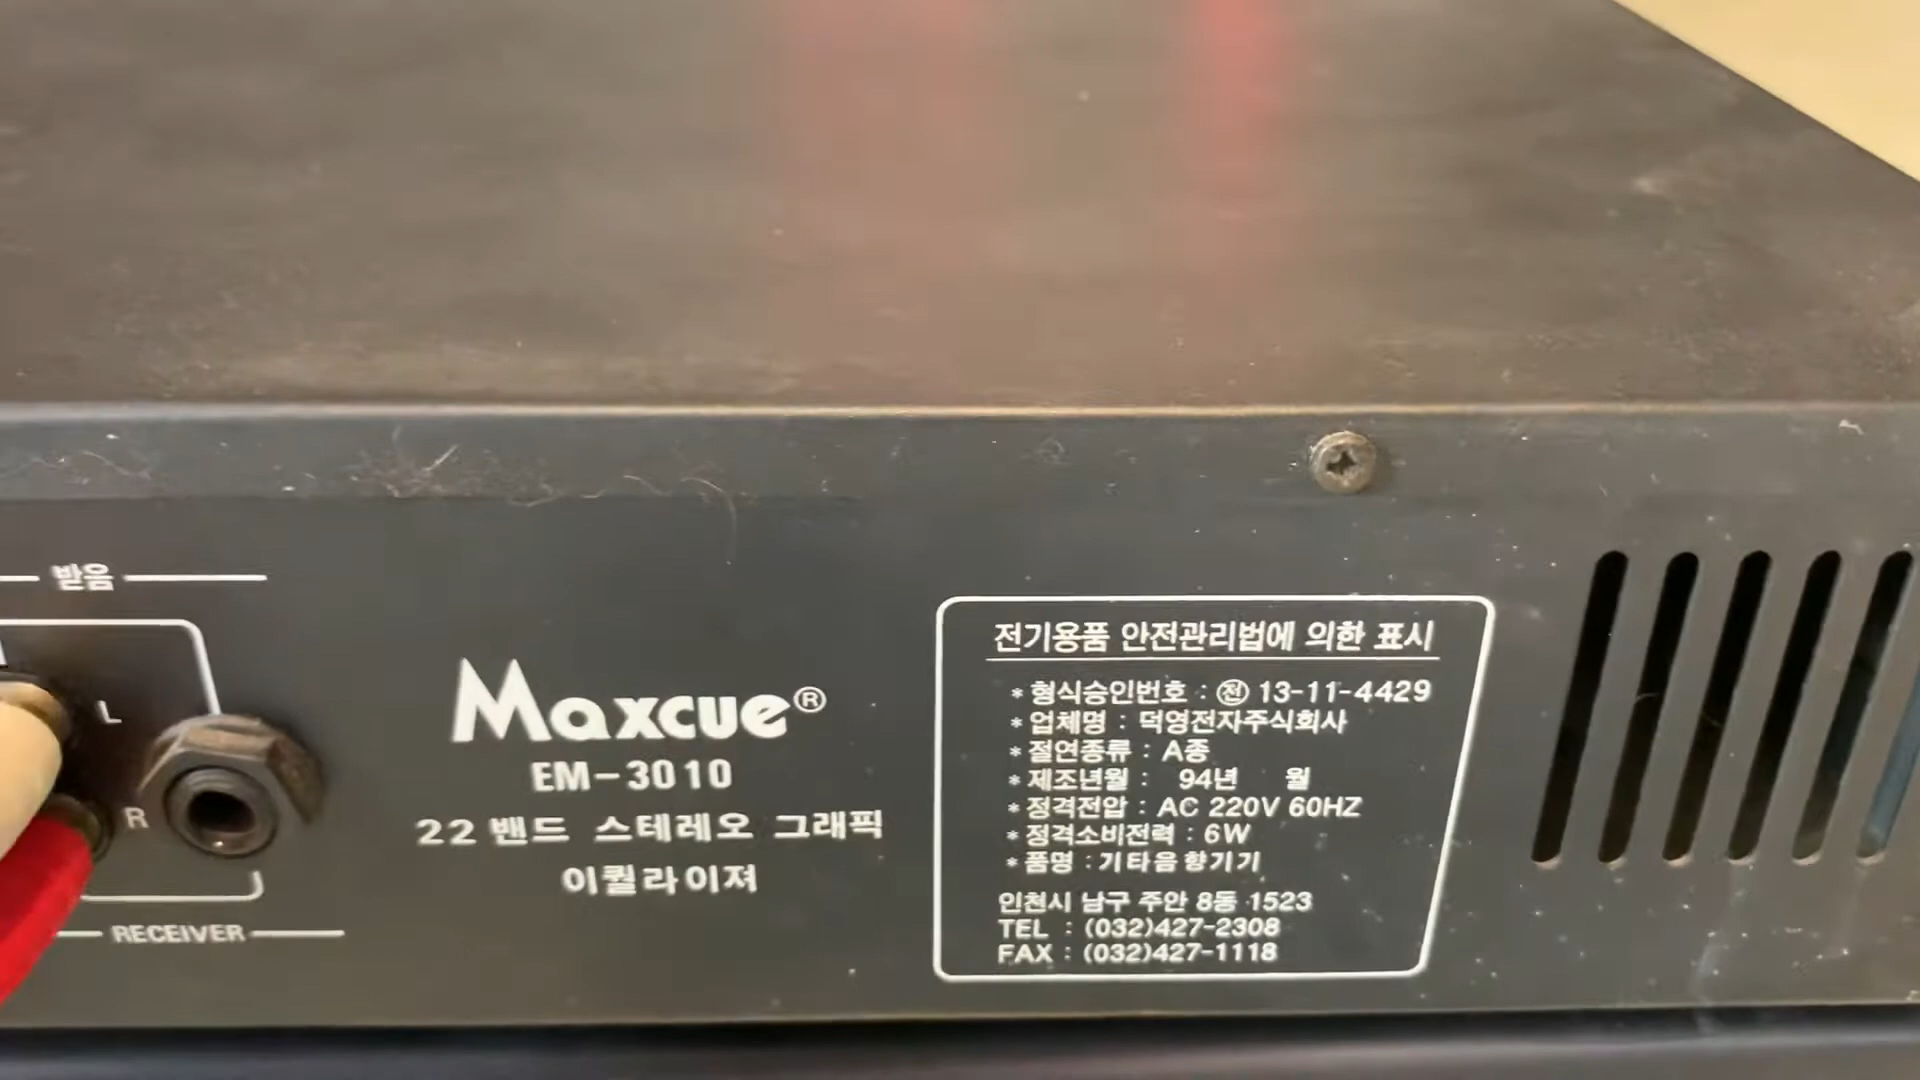 받음
L
R
RECEIVER
Maxcue®
EM-3010
22 밴드 스테레오 그래픽
이퀄라이져
전기용품 안전관리법에 의한 표시
* 형식승인번호 : ㉾ 13-11-4429
* 업체명 : 덕영전자주식회사
* 절연종류 : A종
* 제조년월 : 94년 월
* 정격전압 : AC 220V 60HZ
* 정격소비전력 : 6W
* 품명 : 기타음향기기
인천시 남구 주안 8동 1523
TEL : (032)427-2308
FAX : (032)427-1118